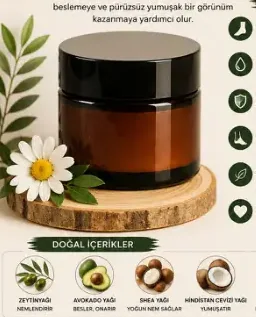 beslemeye ve pürüzsüz yumuşak bir görünüm
kazanmaya yardımcı olur.
DOĞAL İÇERİKLER
ZEYTİNYAĞI
NEMLENDİRİR
AVOKADO YAĞI
BESLER, ONARIR
SHEA YAĞI
YOĞUN NEM SAĞLAR
HİNDİSTAN CEVİZİ YAĞI
YUMUŞATIR